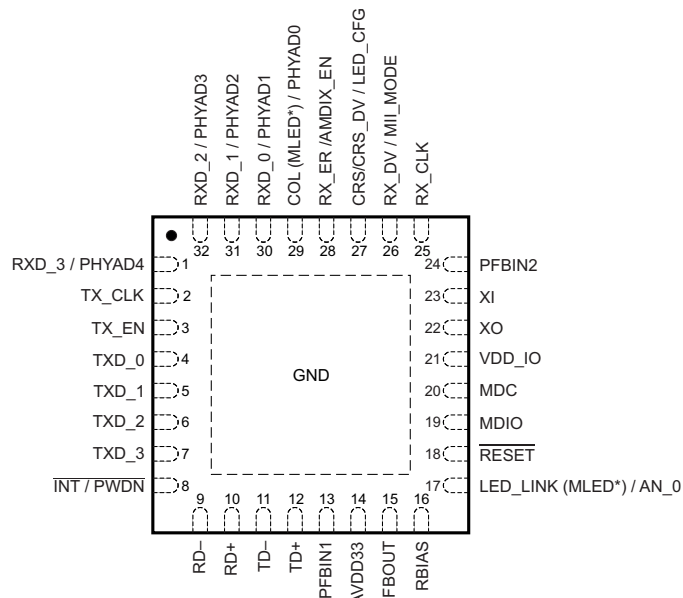 RXD_2 / PHYAD3
RXD_1 / PHYAD2
RXD_0 / PHYAD1
COL (MLED*) / PHYAD0
RX_ER /AMDIX_EN
CRS/CRS_DV / LED_CFG
RX_DV / MII_MODE
RX_CLK
32
31
30
29
28
27
26
25
RXD_3 / PHYAD4
1
TX_CLK
2
TX_EN
3
TXD_0
4
TXD_1
5
TXD_2
6
TXD_3
7
INT / PWDN
8
GND
24
PFBIN2
23
XI
22
XO
21
VDD_IO
20
MDC
19
MDIO
18
RESET
17
LED_LINK (MLED*) / AN_0
9
10
11
12
13
14
15
16
RD–
RD+
TD–
TD+
PFBIN1
AVDD33
FBOUT
RBIAS